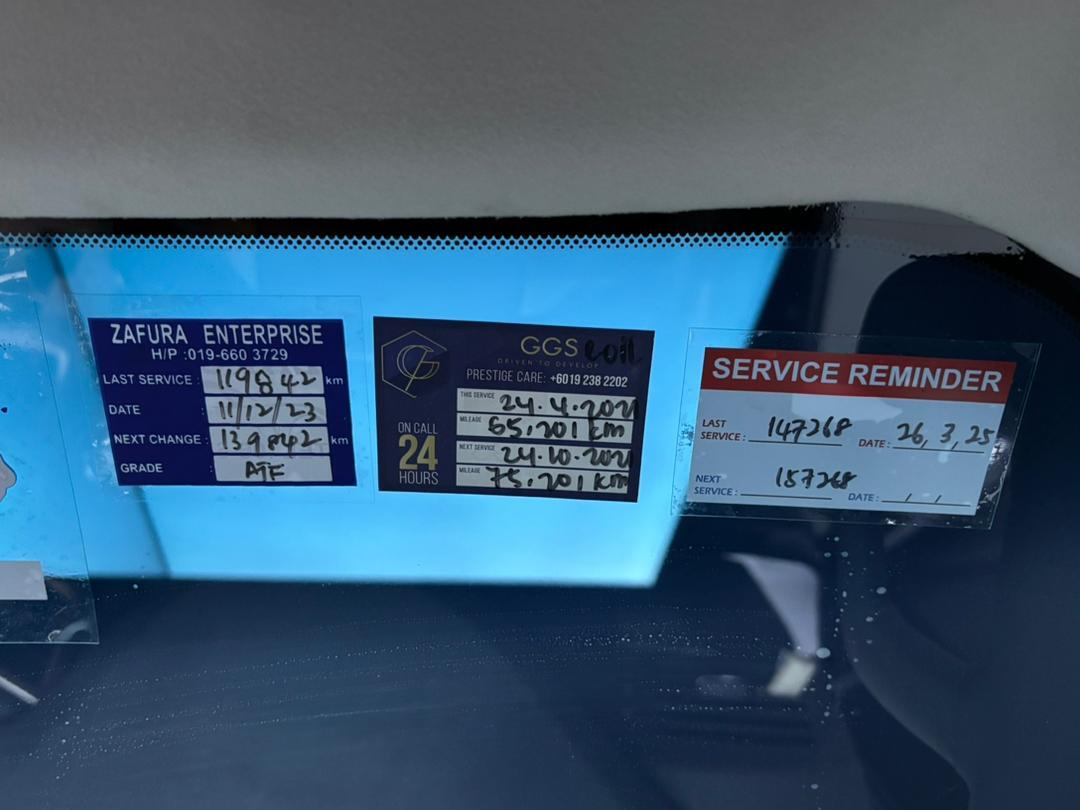 ZAFURA ENTERPRISE
H/P :019-660 3729
LAST SERVICE : 119842 km
DATE : 11/12/23
NEXT CHANGE : 139842 km
GRADE : ATF
GGS coil
DRIVEN TO DEVELOP
PRESTIGE CARE: +6019 238 2202
ON CALL
24
HOURS
THIS SERVICE 24.4.2021
MILEAGE 65,201 km
NEXT SERVICE 24.10.2021
MILEAGE 75,201 km
SERVICE REMINDER
LAST
SERVICE : 147268 DATE : 26, 3, 25
NEXT
SERVICE : 157268 DATE : / /